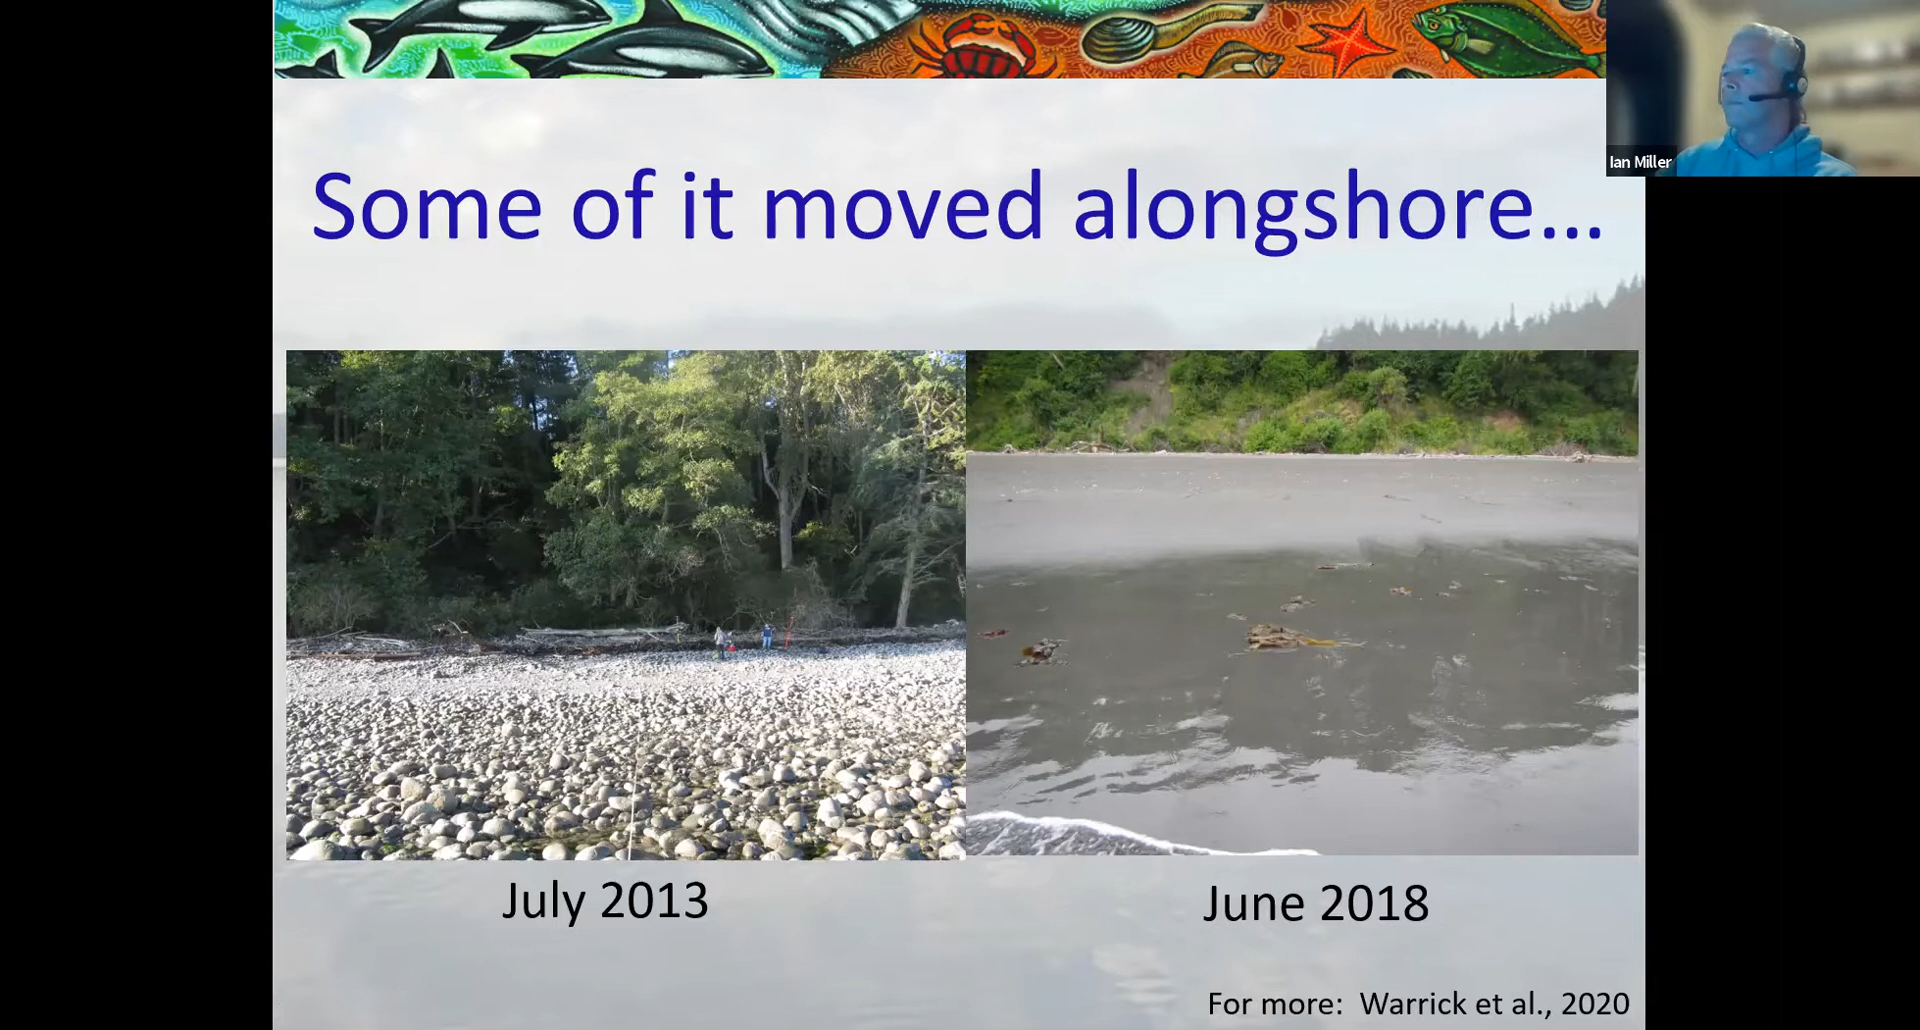 Ian Miller
Some of it moved alongshore...
July 2013
June 2018
For more: Warrick et al., 2020